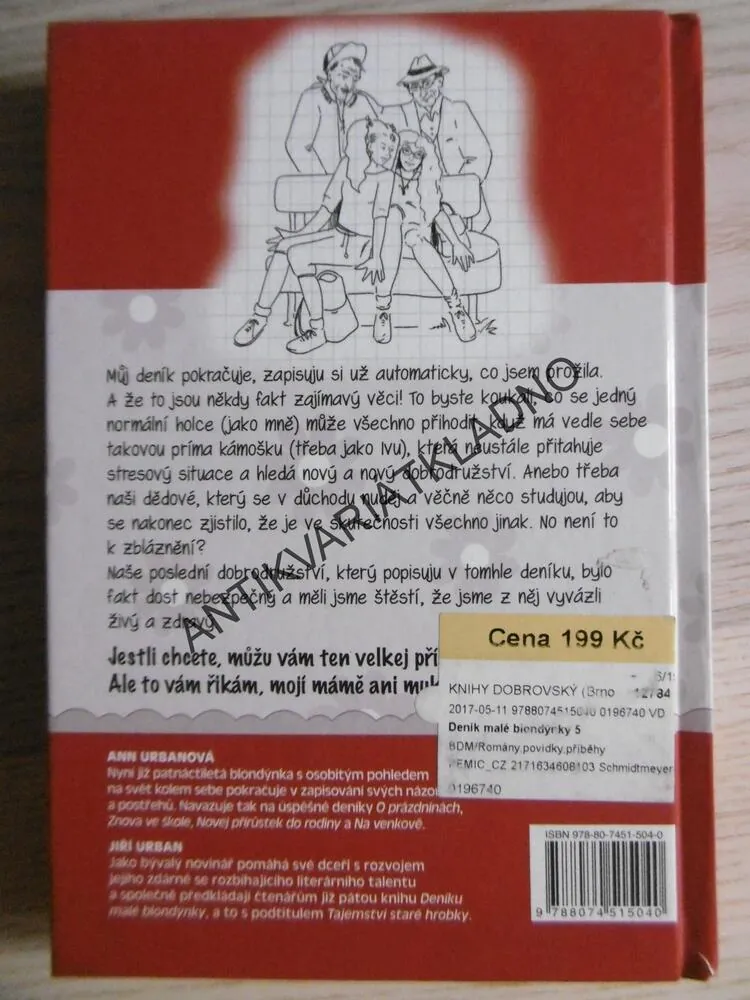 Můj deník pokračuje, zapisuju si už automaticky, co jsem prožila.
A že to jsou někdy fakt zajímavý věci! To byste koukali, co se jedný
normální holce (jako mně) může všechno přihodit, když má vedle sebe
takovou príma kámošku (třeba jako Ivu), která neustále přitahuje
stresový situace a hledá nový a nový dobrodružství. Anebo třeba
naši dědové, který se v důchodu nuděj a věčně něco studujou, aby
se nakonec zjistilo, že je ve skutečnosti všechno jinak. No není to
k zbláznění?
Naše poslední dobrodružství, který popisuju v tomhle deníku, bylo
fakt dost nebezpečný a měli jsme štěstí, že jsme z něj vyvázli
živý a zdravý.
Jestli chcete, můžu vám ten velkej
Ale to vám řikám, mojí mámě ani
ANTIKVARIÁTKLADNO
Cena 199 Kč
KNIHY DOBROVSKÝ (Brno
2017-05-11 0196740 VD
Deník malé blondýnky 5
BDM/Romány,povídky,příběhy
PEMIC_CZ 2171634608103 Schmidtmeyer
0196740
ANN URBANOVÁ
Nyní již patnáctiletá blondýnka s osobitým pohledem
na svět kolem sebe pokračuje v zapisování svých
a postřehů. Navazuje tak na úspěšné deníky O prázdninách,
Znova ve škole, Novej přírůstek do rodiny a Na venkově.
JIŘÍ URBAN
Jako bývalý novinář pomáhá své dceři s rozvojem
jejího zdárně se rozbíhajícího literárního talentu
a společně předkládají čtenářům již pátou knihu Deníku
malé blondýnky, a to s podtitulem Tajemství staré hrobky.
ISBN 978-80-7451-504-0
9 788074 515040